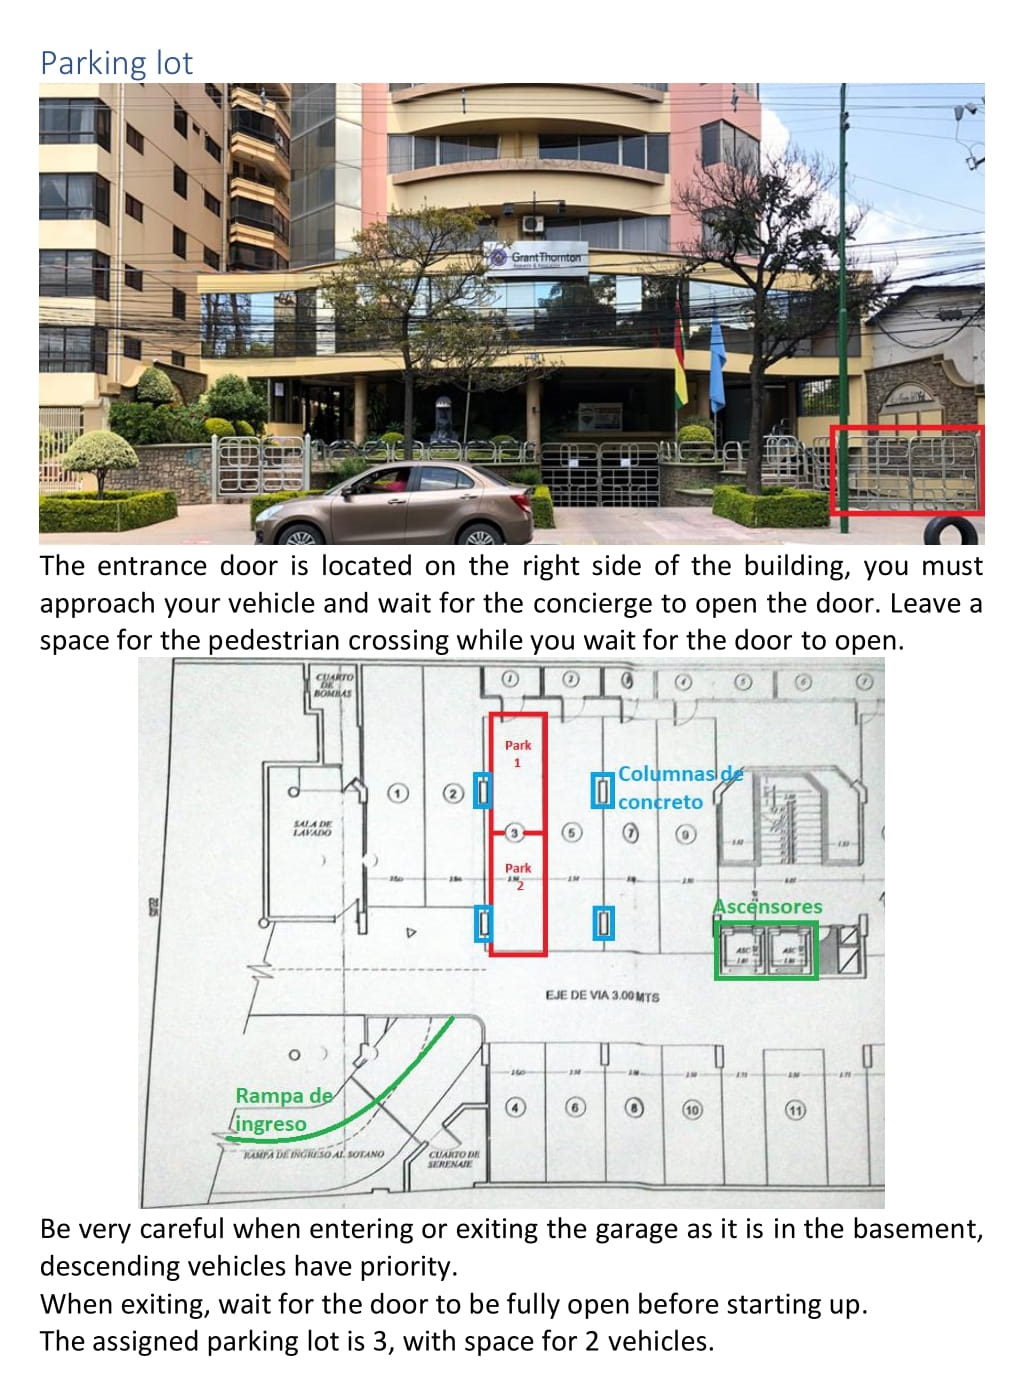 Parking lot
GrantThornton
The entrance door is located on the right side of the building, you must
approach your vehicle and wait for the concierge to open the door. Leave a
space for the pedestrian crossing while you wait for the door to open.
CUARTO
DE
BOMBAS
1 2 3 4 5 6 7
Park
1
Columnas de
concreto
1 2
SALA DE
LAVADO
3 5 7 9
Park
2
Ascensores
ASC ASC
EJE DE VIA 3.00 MTS
Rampa de
ingreso
4 6 8 10 11
RAMPA DE INGRESO AL SOTANO
CUARTO DE
SERENAJE
Be very careful when entering or exiting the garage as it is in the basement,
descending vehicles have priority.
When exiting, wait for the door to be fully open before starting up.
The assigned parking lot is 3, with space for 2 vehicles.